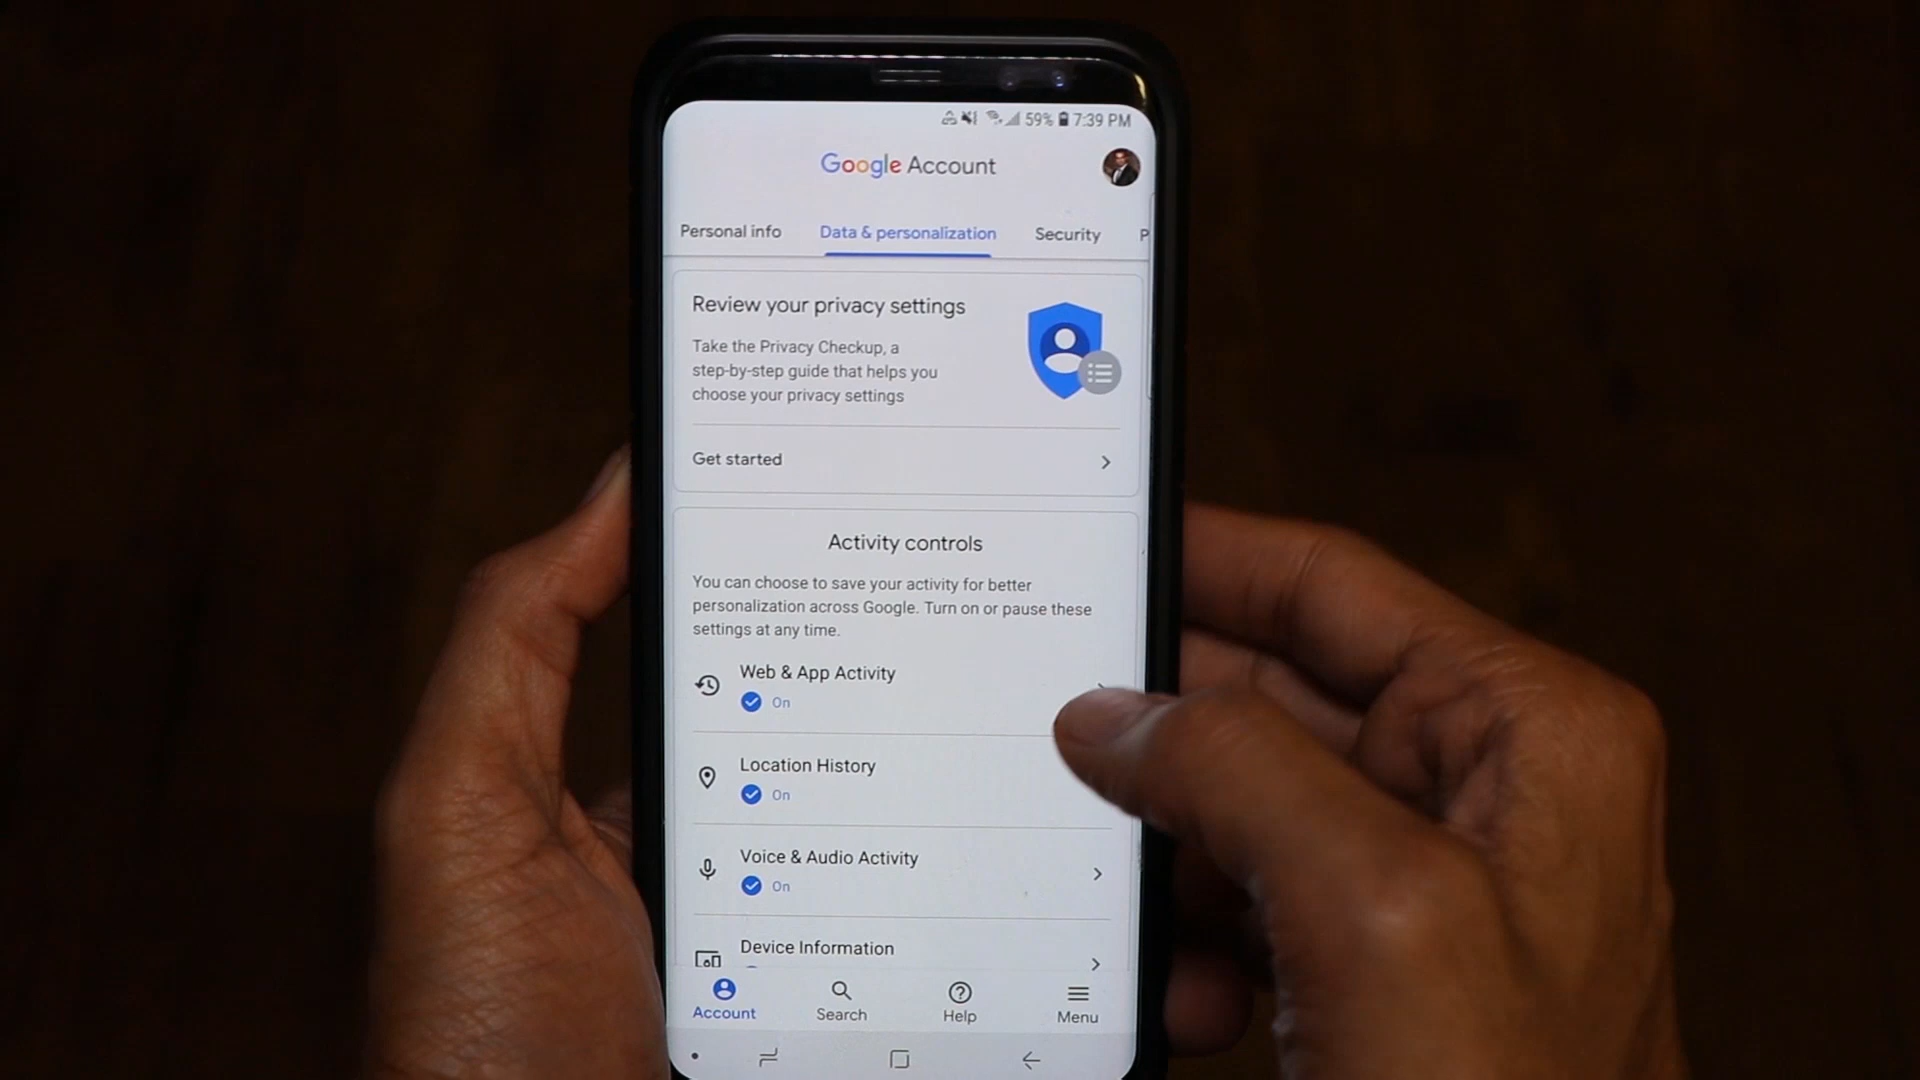 59% 7:39 PM
Google Account
Personal info Data & personalization Security P
Review your privacy settings
Take the Privacy Checkup, a
step-by-step guide that helps you
choose your privacy settings
Get started
Activity controls
You can choose to save your activity for better
personalization across Google. Turn on or pause these
settings at any time.
Web & App Activity
On
Location History
On
Voice & Audio Activity
On
Device Information
Account Search Help Menu